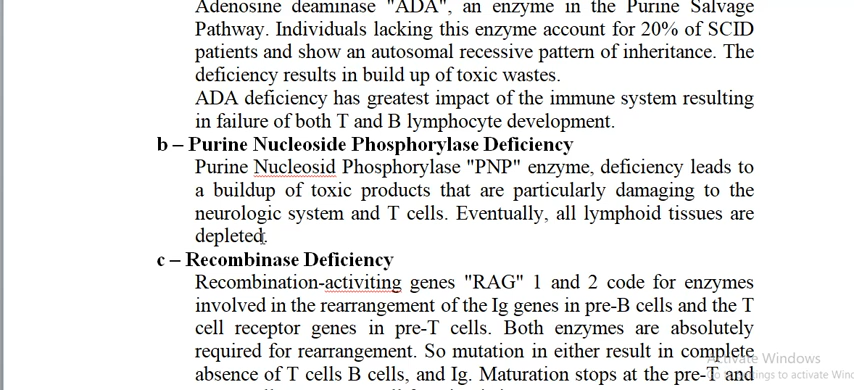 Adenosine deaminase "ADA", an enzyme in the Purine Salvage
Pathway. Individuals lacking this enzyme account for 20% of SCID
patients and show an autosomal recessive pattern of inheritance. The
deficiency results in build up of toxic wastes.
ADA deficiency has greatest impact of the immune system resulting
in failure of both T and B lymphocyte development.
b – Purine Nucleoside Phosphorylase Deficiency
Purine Nucleosid Phosphorylase "PNP" enzyme, deficiency leads to
a buildup of toxic products that are particularly damaging to the
neurologic system and T cells. Eventually, all lymphoid tissues are
depleted.
c – Recombinase Deficiency
Recombination-activiting genes "RAG" 1 and 2 code for enzymes
involved in the rearrangement of the Ig genes in pre-B cells and the T
cell receptor genes in pre-T cells. Both enzymes are absolutely
required for rearrangement. So mutation in either result in complete
absence of T cells B cells, and Ig. Maturation stops at the pre-T and
Activate Windows
Go to Settings to activate Wind